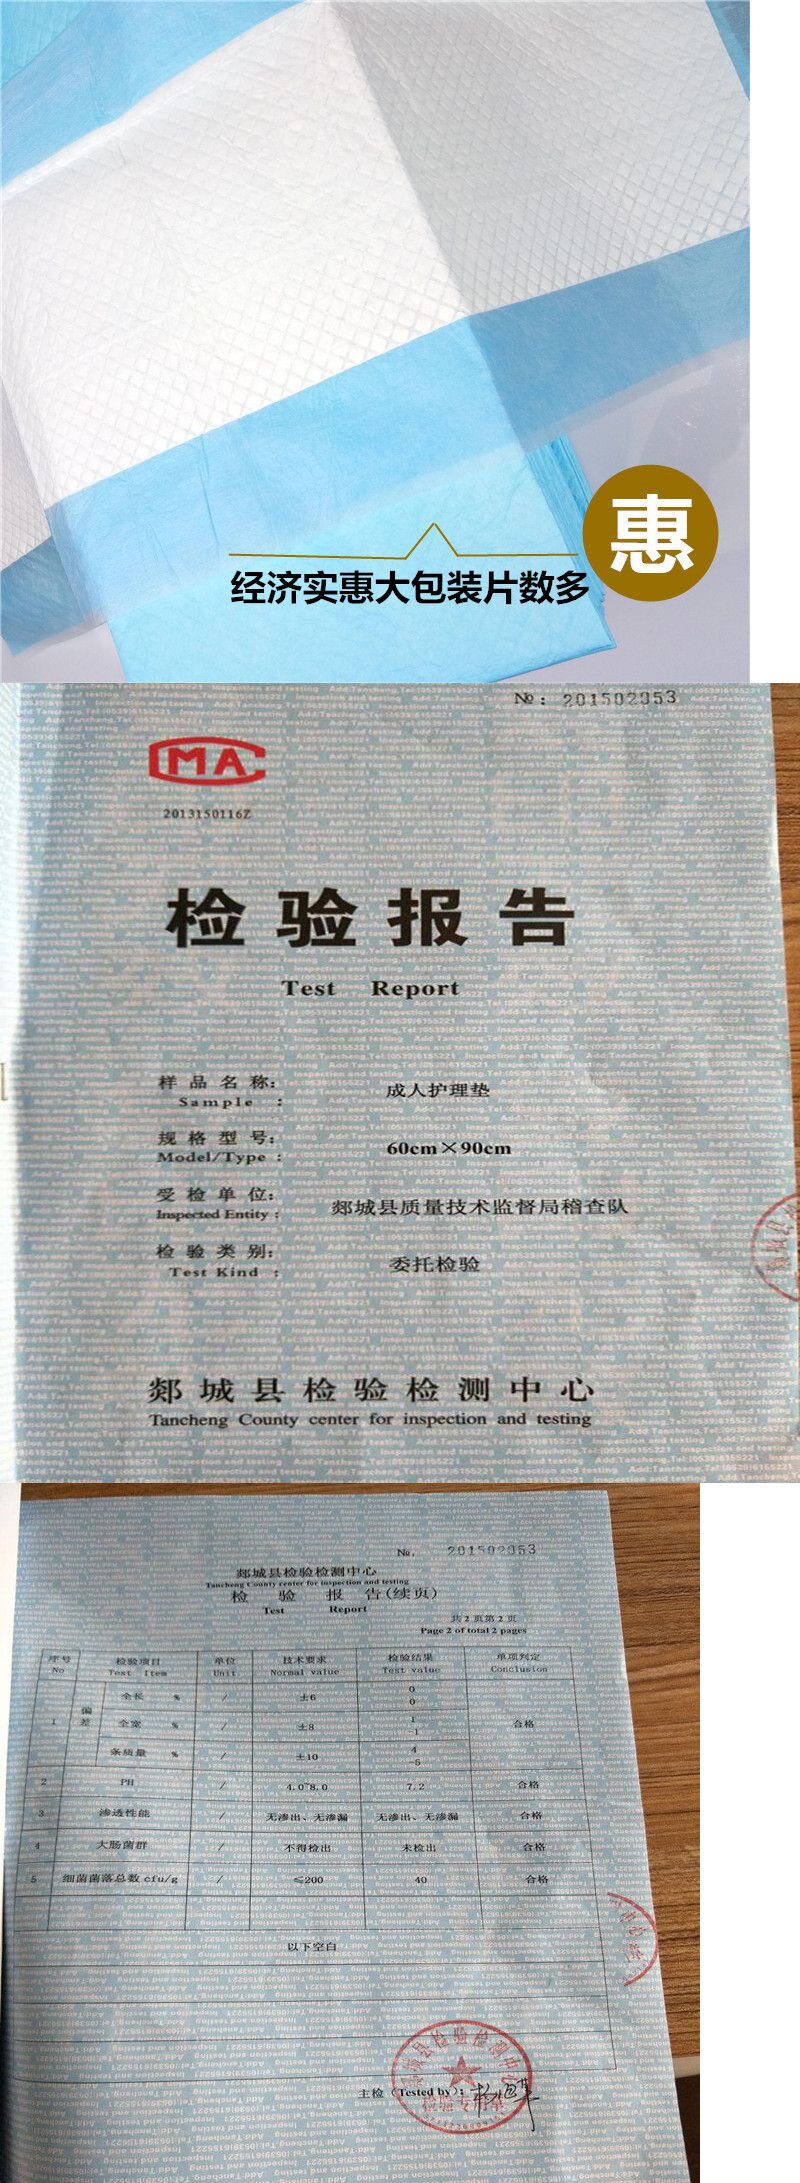 惠
经济实惠大包装片数多
№：201502953
CMA
2013150116Z
检验报告
Test Report
样品名称： 成人护理垫
Sample :
规格型号： 60cm×90cm
Model/Type :
受检单位： 郯城县质量技术监督局稽查队
Inspected Entity :
检验类别： 委托检验
Test Kind :
郯城县检验检测中心
Tancheng County center for inspection and testing
№. 201502953
郯城县检验检测中心
Tancheng County center for inspection and testing
检 验 报 告(续页)
Test Report
共2页第2页
Page 2 of total 2 pages
序号 检验项目 单位 技术要求 检验结果 单项判定
No Test Item Unit Normal value Test value Conclusion
1 偏差 全长 % / ±6 0 0 合格
全宽 % / ±8 1 -1
条质量 % / ±10 4 -5
2 PH / 4.0~8.0 7.2 合格
3 渗透性能 / 无渗出、无渗漏 无渗出、无渗漏 合格
4 大肠菌群 / 不得检出 未检出 合格
5 细菌菌落总数 cfu/g / ≤200 40 合格
以下空白
主检（Tested by）：